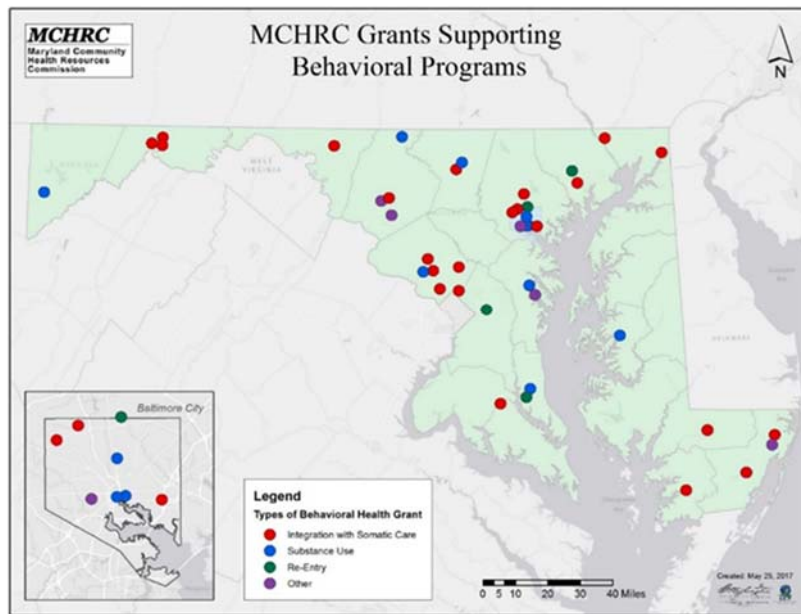 MCHRC
Maryland Community
Health Resources
Commission
MCHRC Grants Supporting
Behavioral Programs
N
WEST
VIRGINIA
DELAWARE
Baltimore City
Legend
Types of Behavioral Health Grant
Integration with Somatic Care
Substance Use
Re-Entry
Other
0 5 10 20 30 40 Miles
Created: May 25, 2017